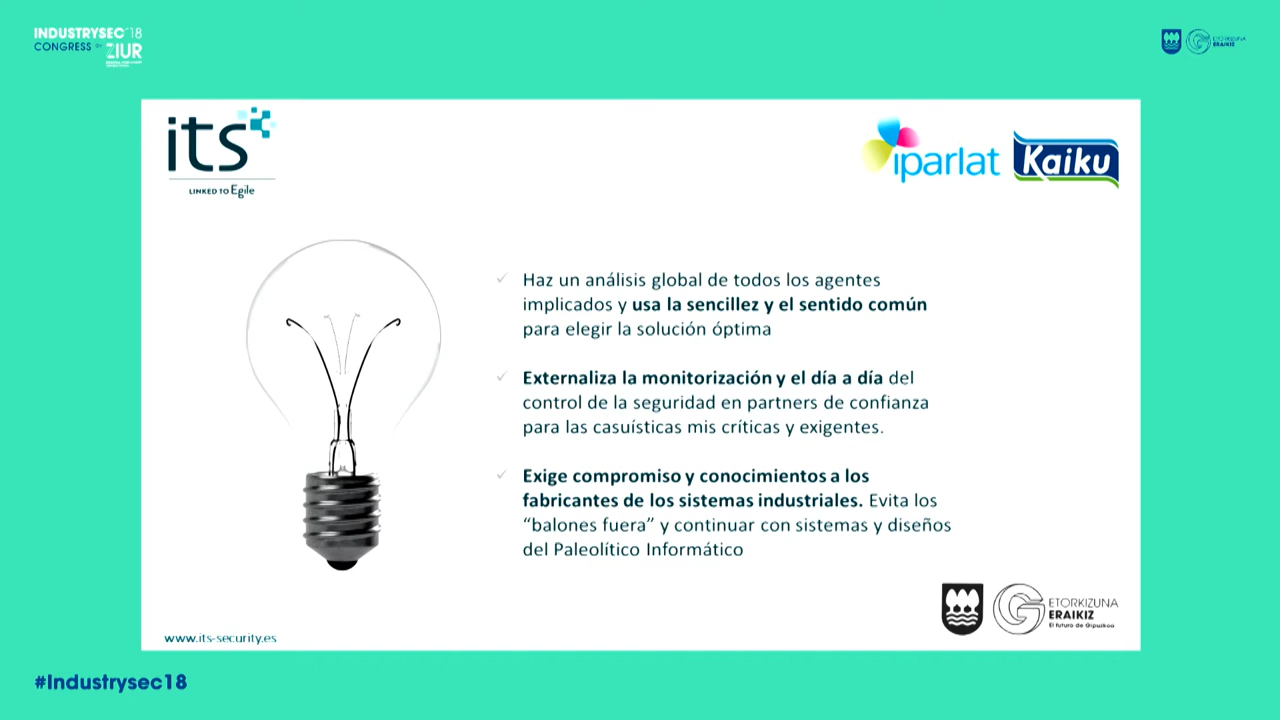 INDUSTRYSEC'18
CONGRESS BY ZIUR
ETORKIZUNA
ERAIKIZ
its
LINKED TO Egile
iparlat
Kaiku
Haz un análisis global de todos los agentes
implicados y usa la sencillez y el sentido común
para elegir la solución óptima
Externaliza la monitorización y el día a día del
control de la seguridad en partners de confianza
para las casuísticas mis críticas y exigentes.
Exige compromiso y conocimientos a los
fabricantes de los sistemas industriales. Evita los
“balones fuera” y continuar con sistemas y diseños
del Paleolítico Informático
ETORKIZUNA
ERAIKIZ
El futuro de Gipuzkoa
www.its-security.es
#Industrysec18